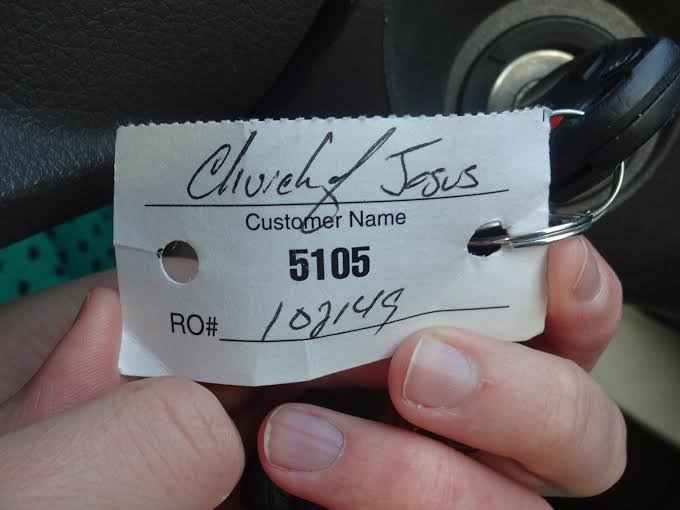 Church of Jesus
Customer Name
5105
RO# 102149